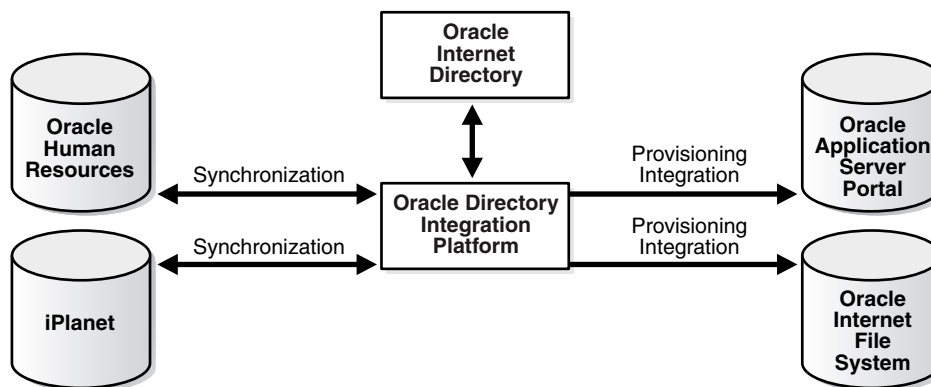 Oracle
Internet
Directory
Oracle
Human
Resources
Synchronization
Oracle Directory
Integration
Platform
Provisioning
Integration
Oracle
Application
Server
Portal
iPlanet
Synchronization
Provisioning
Integration
Oracle
Internet
File
System